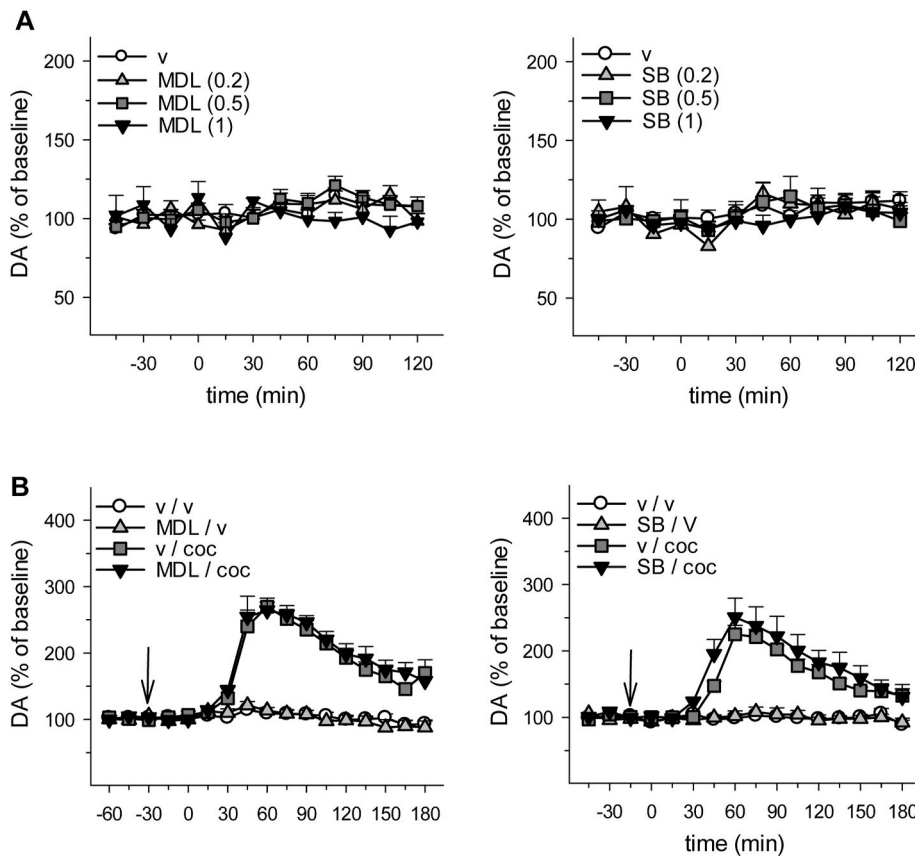 A
v
MDL (0.2)
MDL (0.5)
MDL (1)
DA (% of baseline)
200
150
100
50
-30 0 30 60 90 120
time (min)
v
SB (0.2)
SB (0.5)
SB (1)
DA (% of baseline)
200
150
100
50
-30 0 30 60 90 120
time (min)
B
v / v
MDL / v
v / coc
MDL / coc
DA (% of baseline)
400
300
200
100
-60 -30 0 30 60 90 120 150 180
v / v
SB / V
v / coc
SB / coc
DA (% of baseline)
400
300
200
100
-30 0 30 60 90 120 150 180
time (min)